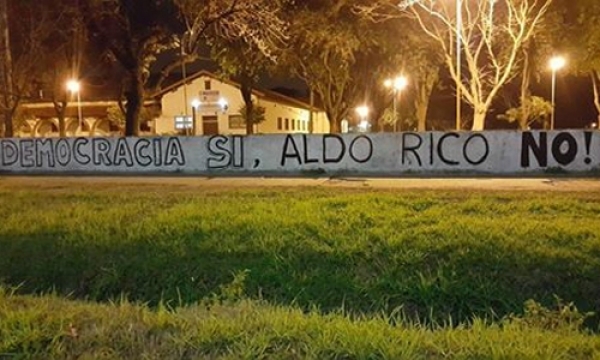 DEMOCRACIA SI, ALDO RICO NO!